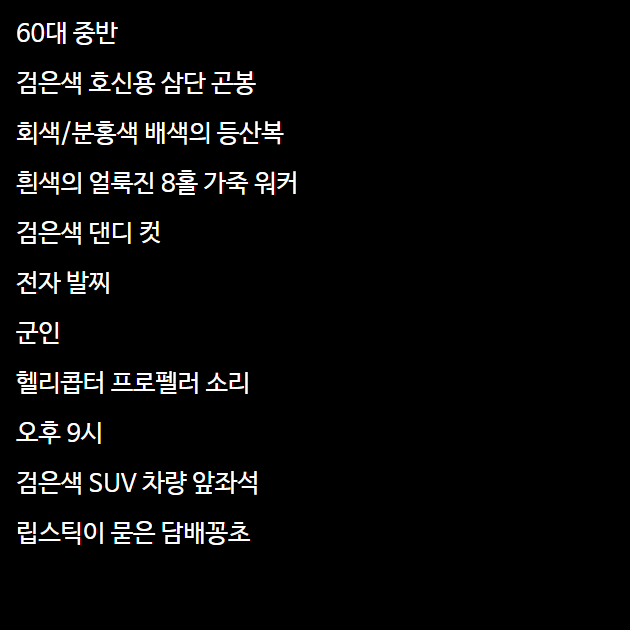 60대 중반
검은색 호신용 삼단 곤봉
회색/분홍색 배색의 등산복
흰색의 얼룩진 8홀 가죽 워커
검은색 댄디 컷
전자 발찌
군인
헬리콥터 프로펠러 소리
오후 9시
검은색 SUV 차량 앞좌석
립스틱이 묻은 담배꽁초